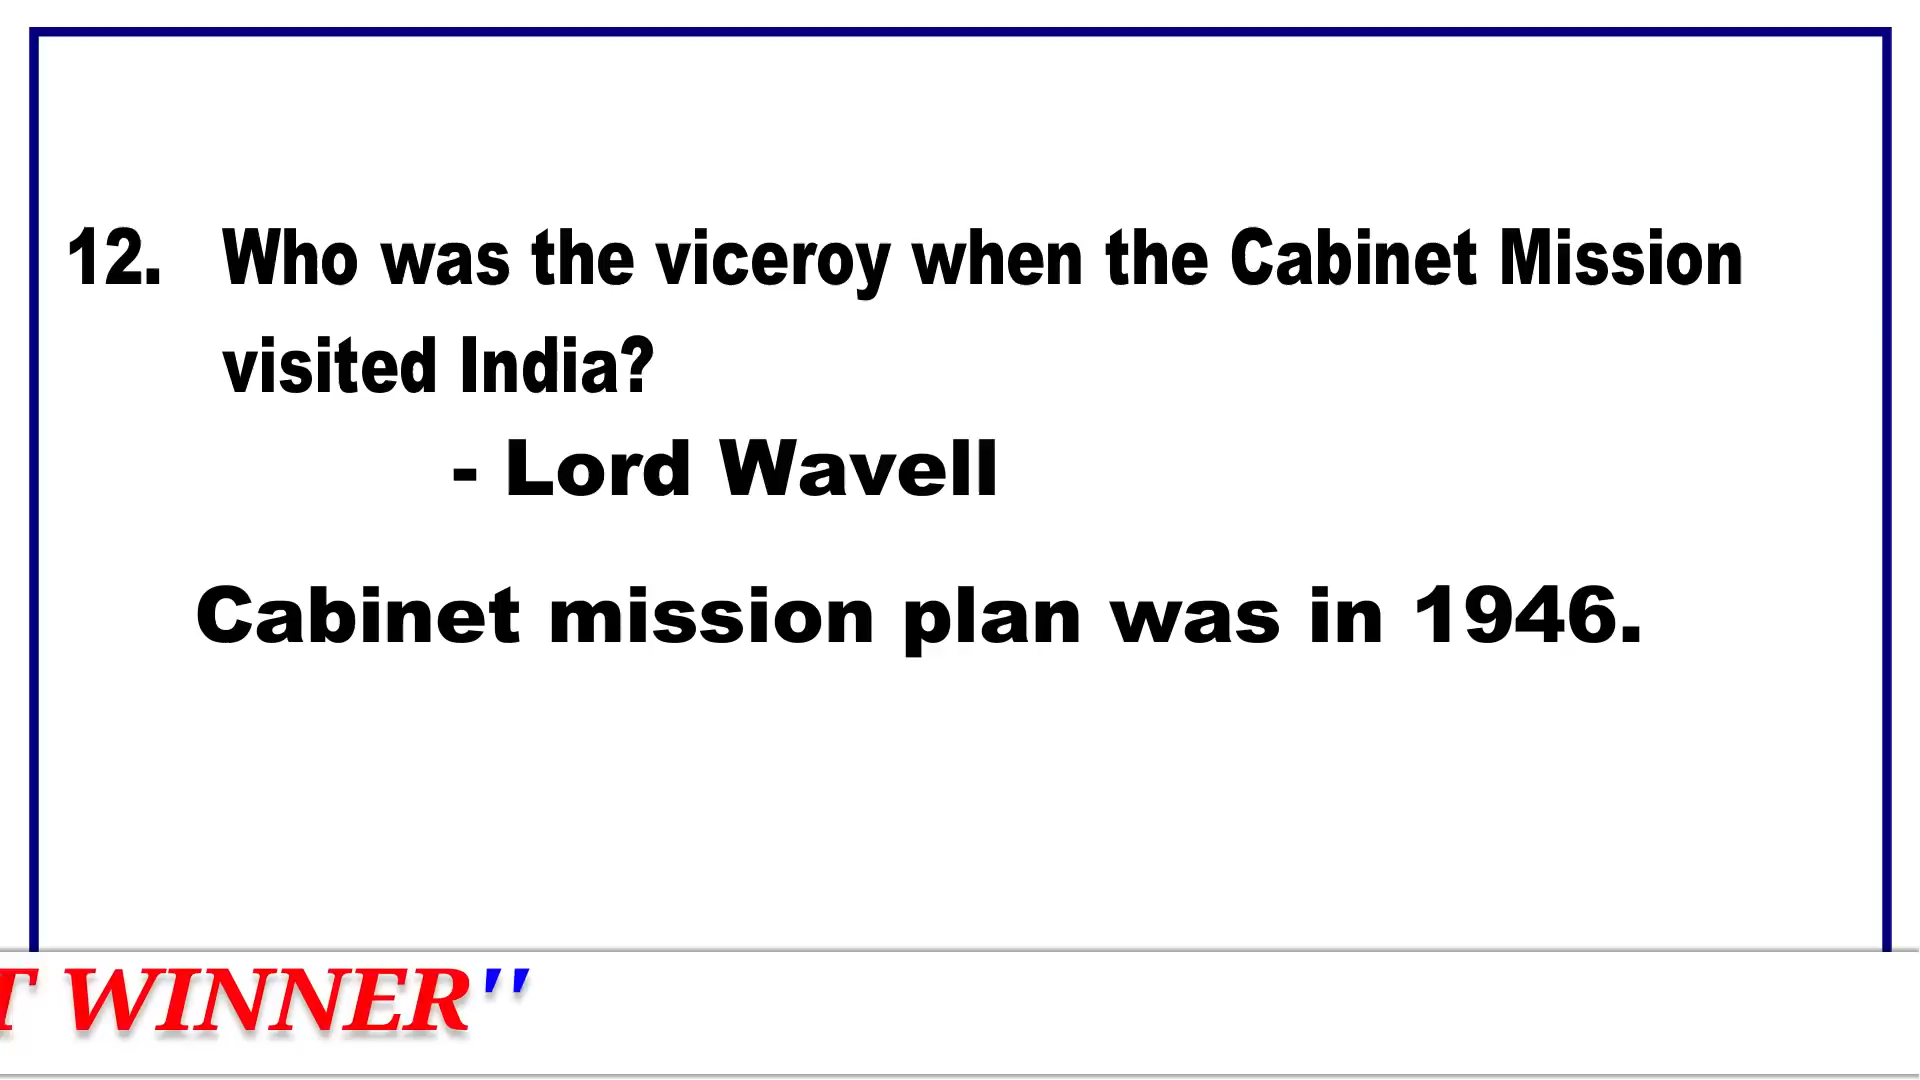 12. Who was the viceroy when the Cabinet Mission
visited India?
- Lord Wavell
Cabinet mission plan was in 1946.
T WINNER"